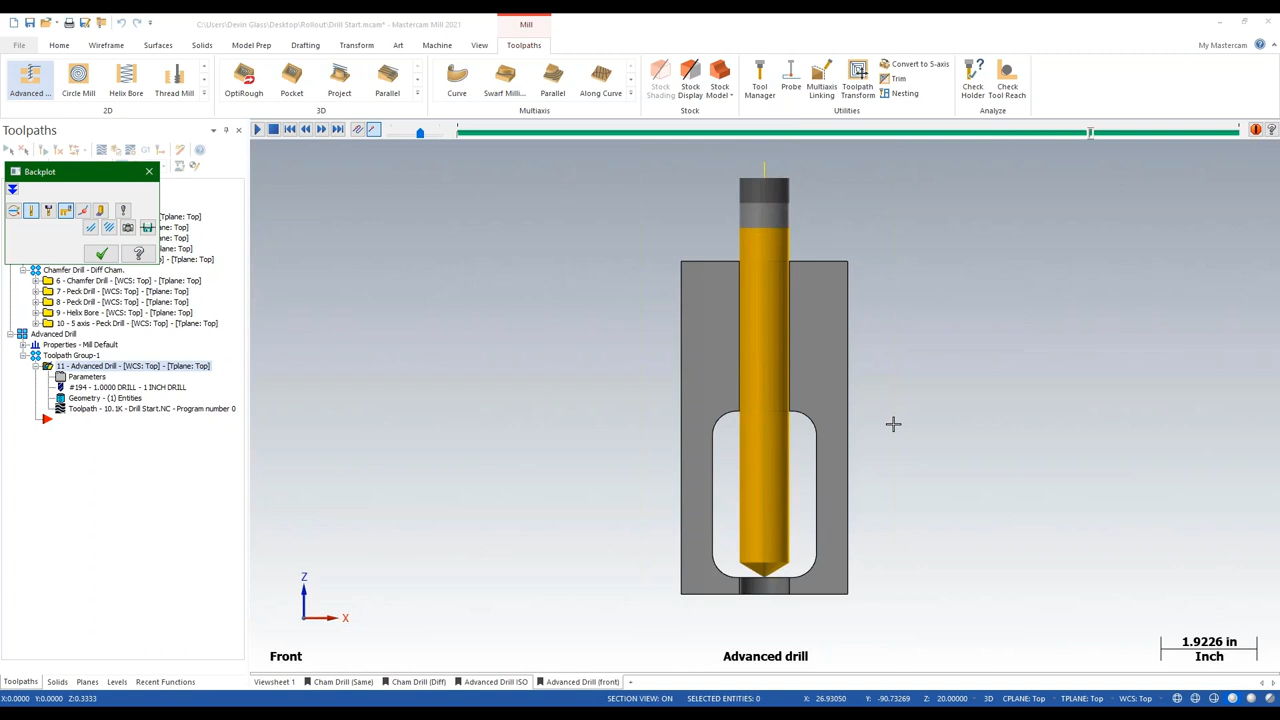 C:\Users\Devin Glass\Desktop\Rollout\Drill Start.mcam* - Mastercam Mill 2021
Mill
File Home Wireframe Surfaces Solids Model Prep Drafting Transform Art Machine View Toolpaths My Mastercam
Advanced ... Circle Mill Helix Bore Thread Mill OptiRough Pocket Project Parallel Curve Swarf Milli... Parallel Along Curve Stock Shading Stock Display Stock Model Tool Manager Probe Multiaxis Linking Toolpath Transform Convert to 5-axis Trim Nesting Check Holder Check Tool Reach
2D 3D Multiaxis Stock Utilities Analyze
Toolpaths
Backplot
[Tplane: Top]
[Tplane: Top]
[Tplane: Top]
[Tplane: Top]
[Tplane: Top]
Chamfer Drill - Diff Cham.
6 - Chamfer Drill - [WCS: Top] - [Tplane: Top]
7 - Peck Drill - [WCS: Top] - [Tplane: Top]
8 - Peck Drill - [WCS: Top] - [Tplane: Top]
9 - Helix Bore - [WCS: Top] - [Tplane: Top]
10 - 5 axis - Peck Drill - [WCS: Top] - [Tplane: Top]
Advanced Drill
Properties - Mill Default
Toolpath Group-1
11 - Advanced Drill - [WCS: Top] - [Tplane: Top]
Parameters
#194 - 1.0000 DRILL - 1 INCH DRILL
Geometry - (1) Entities
Toolpath - 10.1K - Drill Start.NC - Program number 0
Z
X
Front
Advanced drill
1.9226 in
Inch
Toolpaths Solids Planes Levels Recent Functions
Viewsheet 1 Cham Drill (Same) Cham Drill (Diff) Advanced Drill ISO Advanced Drill (front) +
X:0.0000 Y:0.0000 Z:0.3333 SECTION VIEW: ON SELECTED ENTITIES: 0 X: 26.93050 Y: -90.73269 Z: 20.00000 3D CPLANE: TOP TPLANE: TOP WCS: TOP